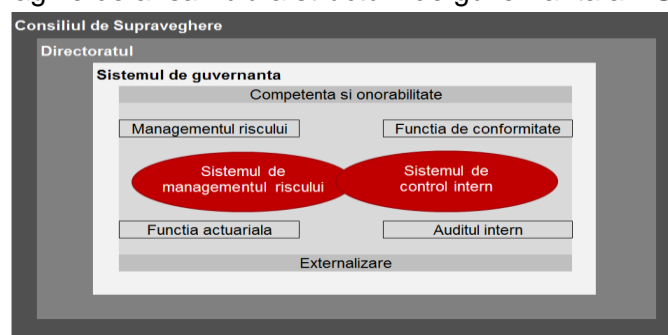 Consiliul de Supraveghere
Directoratul
Sistemul de guvernanta
Competenta si onorabilitate
Managementul riscului
Functia de conformitate
Sistemul de
managementul riscului
Sistemul de
control intern
Functia actuariala
Auditul intern
Externalizare